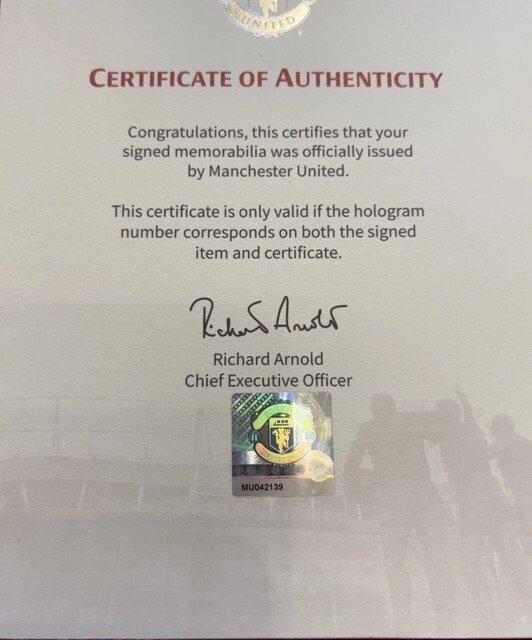 UNITED
CERTIFICATE OF AUTHENTICITY
Congratulations, this certifies that your
signed memorabilia was officially issued
by Manchester United.
This certificate is only valid if the hologram
number corresponds on both the signed
item and certificate.
Richard Arnold
Richard Arnold
Chief Executive Officer
MU042139